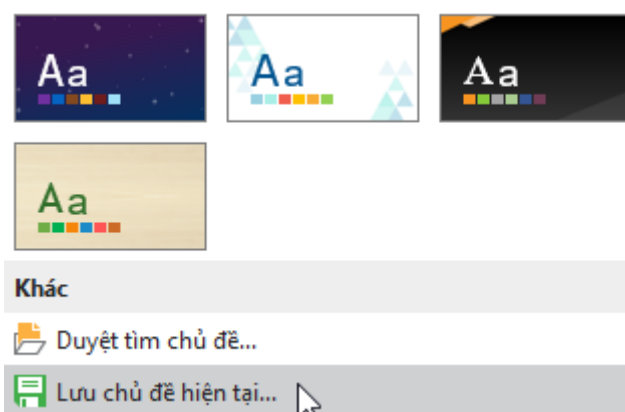 Aa Aa Aa
Aa
Khác
Duyệt tìm chủ đề...
Lưu chủ đề hiện tại...